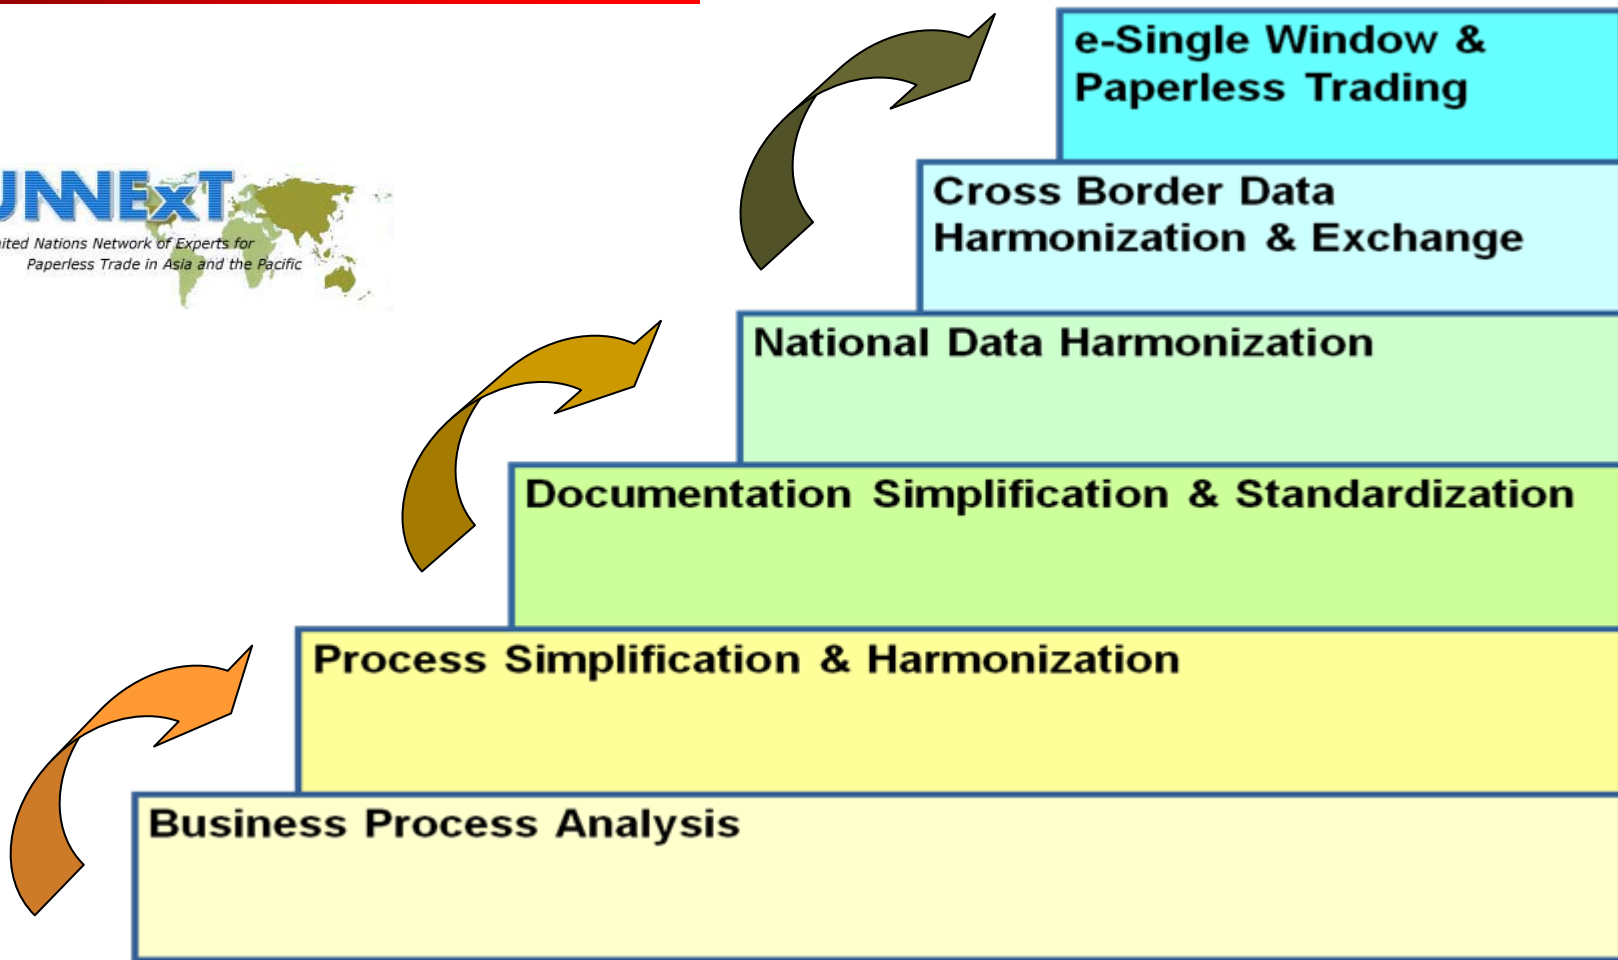 e-Single Window &
Paperless Trading
Cross Border Data
Harmonization & Exchange
UNNExT
ited Nations Network of Experts for
Paperless Trade in Asia and the Pacific
National Data Harmonization
Documentation Simplification & Standardization
Process Simplification & Harmonization
Business Process Analysis